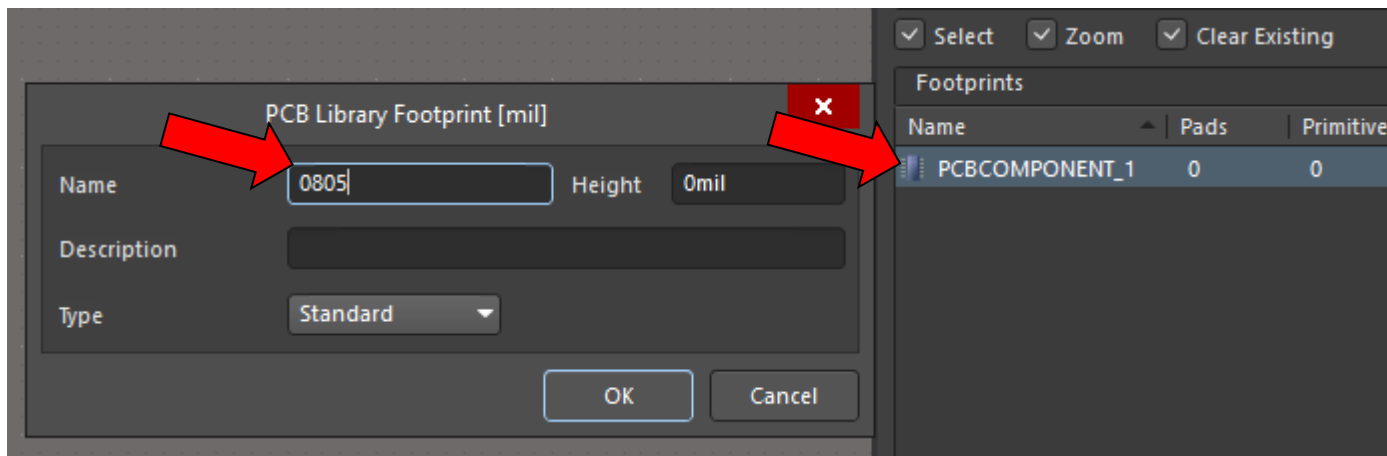 Select Zoom Clear Existing
Footprints
Name Pads Primitive
PCBCOMPONENT_1 0 0
PCB Library Footprint [mil]
Name 0805 Height 0mil
Description
Type Standard
OK Cancel